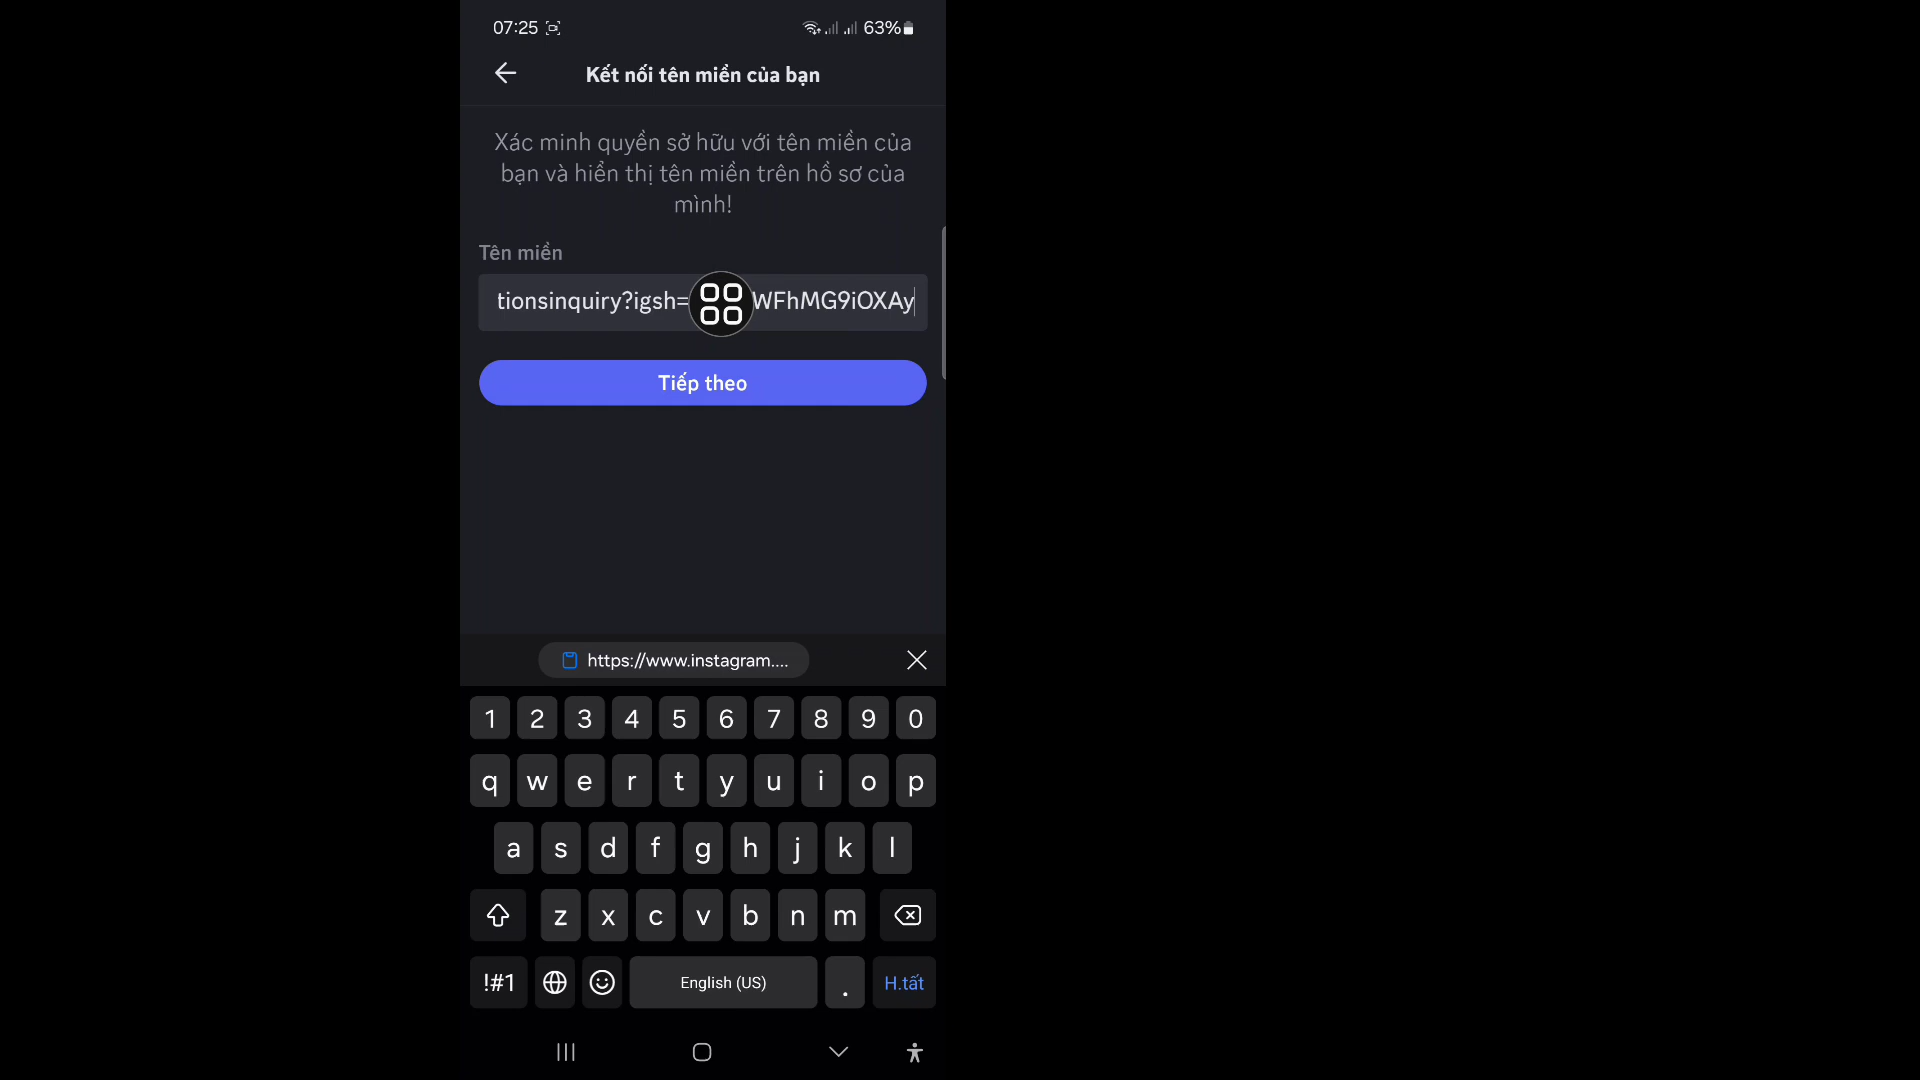 07:25 63%
Kết nối tên miền của bạn
Xác minh quyền sở hữu với tên miền của
bạn và hiển thị tên miền trên hồ sơ của
mình!
Tên miền
tionsinquiry?igsh= WFhMG9iOXAy
Tiếp theo
https://www.instagram....
1 2 3 4 5 6 7 8 9 0
q w e r t y u i o p
a s d f g h j k l
z x c v b n m
!#1 English (US) . H.tất